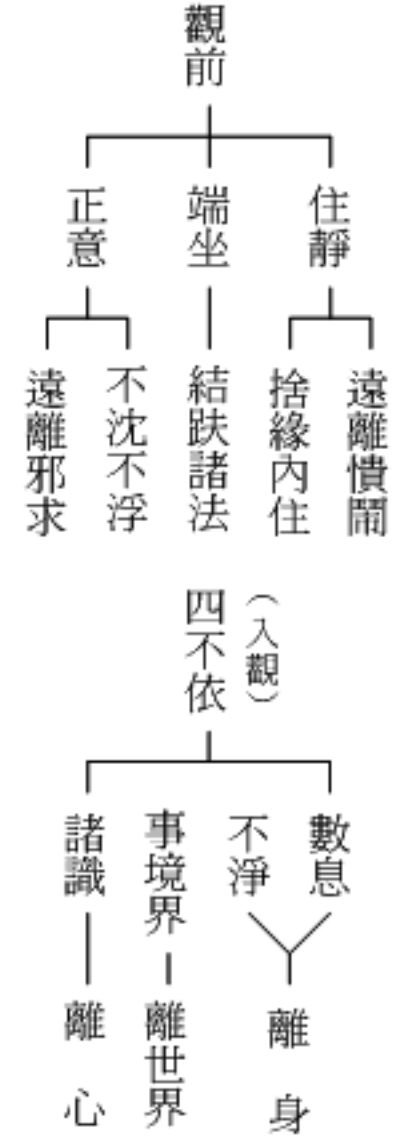 觀前
住靜
端坐
正意
遠離憒鬧
捨緣內住
結趺諸法
不沈不浮
遠離邪求
（入觀）
四不依
數息
不淨
事境界
諸識
離身
離世界
離心